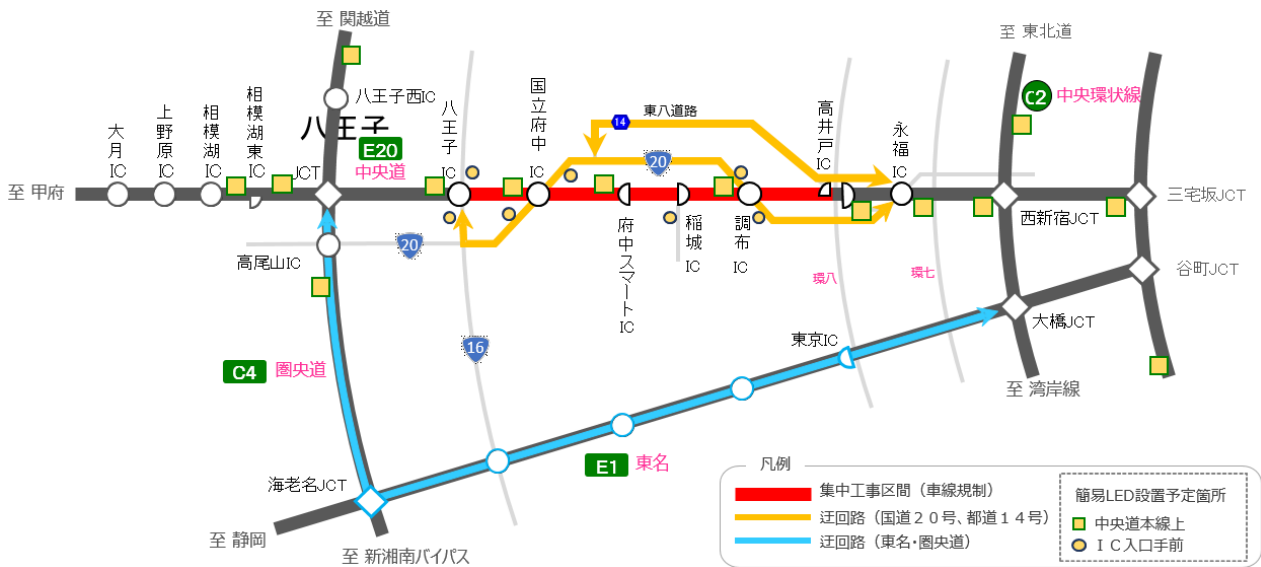 至 関越道
至 東北道
八王子西IC
八王子
JCT
E20
中央道
大月IC
上野原IC
相模湖IC
相模湖東IC
八王子IC
国立府中IC
東八道路
14
20
高井戸IC
永福IC
C2 中央環状線
至 甲府
三宅坂JCT
西新宿JCT
府中スマートIC
稲城IC
調布IC
高尾山IC
20
環八
環七
谷町JCT
大橋JCT
東京IC
16
C4 圏央道
至 湾岸線
E1 東名
海老名JCT
至 静岡
至 新湘南バイパス
凡例
集中工事区間（車線規制）
迂回路（国道２０号、都道１４号）
迂回路（東名・圏央道）
簡易LED設置予定箇所
中央道本線上
ＩＣ入口手前